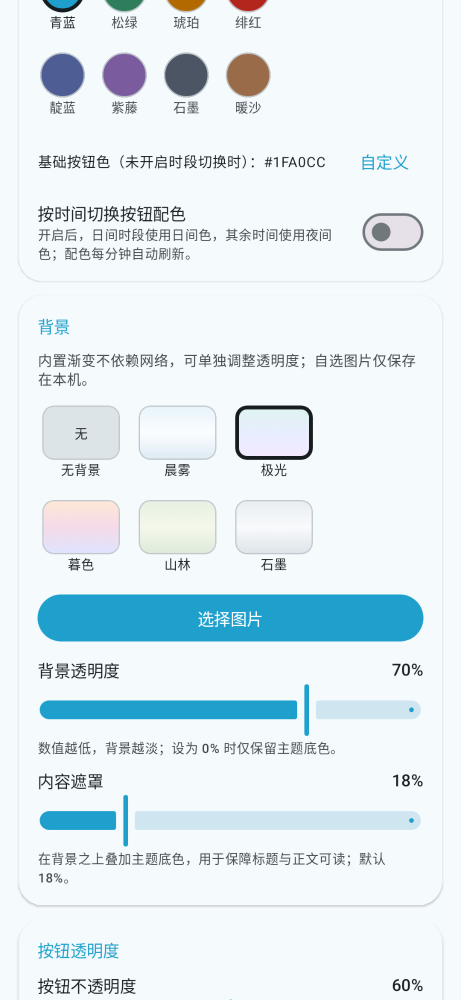 青蓝 松绿 琥珀 绯红
靛蓝 紫藤 石墨 暖沙
基础按钮色（未开启时段切换时）：#1FA0CC 自定义
按时间切换按钮配色
开启后，日间时段使用日间色，其余时间使用夜间
色；配色每分钟自动刷新。
背景
内置渐变不依赖网络，可单独调整透明度；自选图片仅保存
在本机。
无
无背景 晨雾 极光
暮色 山林 石墨
选择图片
背景透明度 70%
数值越低，背景越淡；设为 0% 时仅保留主题底色。
内容遮罩 18%
在背景之上叠加主题底色，用于保障标题与正文可读；默认
18%。
按钮透明度
按钮不透明度 60%